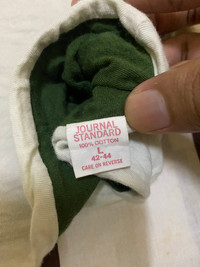 JOURNAL
STANDARD
100% COTTON
L
42-44
CARE ON REVERSE